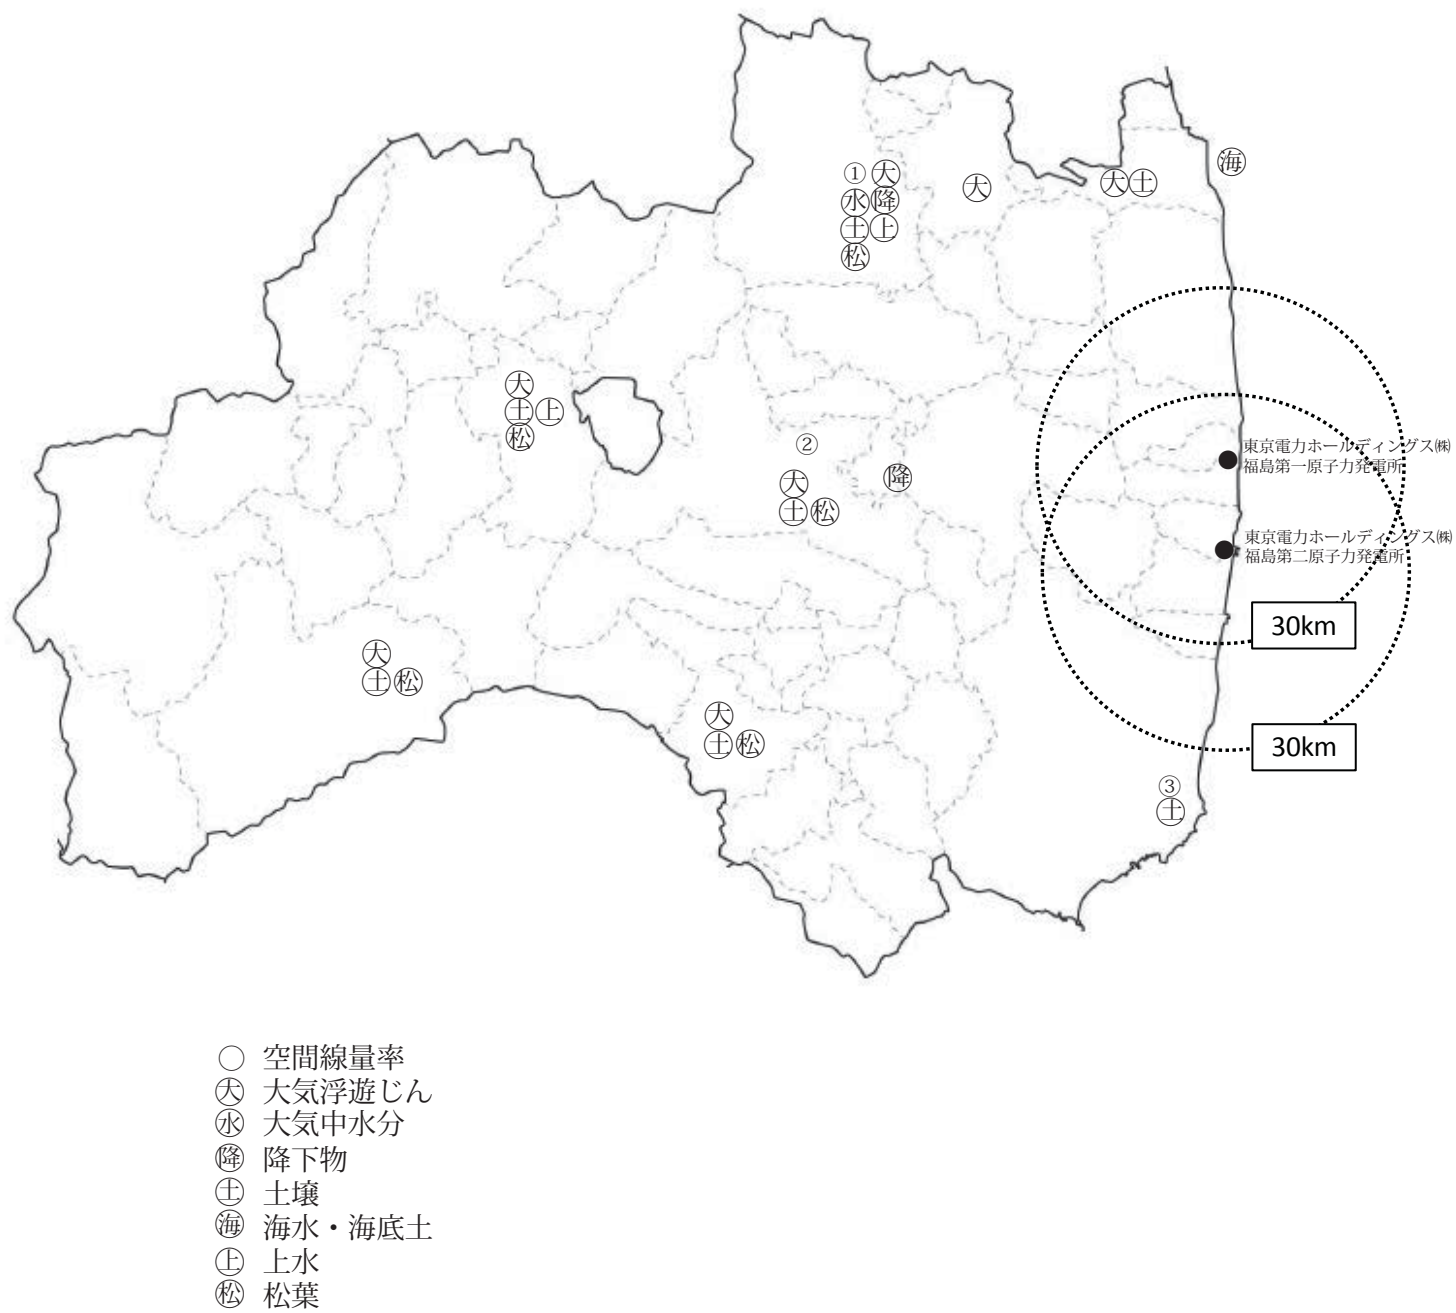 ①大
水降
土上
松
大
大土
海
大
土上
松
②
大
土松
降
東京電力ホールディングス㈱
福島第一原子力発電所
東京電力ホールディングス㈱
福島第二原子力発電所
30km
30km
大
土松
大
土松
③
土
○ 空間線量率
大 大気浮遊じん
水 大気中水分
降 降下物
土 土壌
海 海水・海底土
上 上水
松 松葉